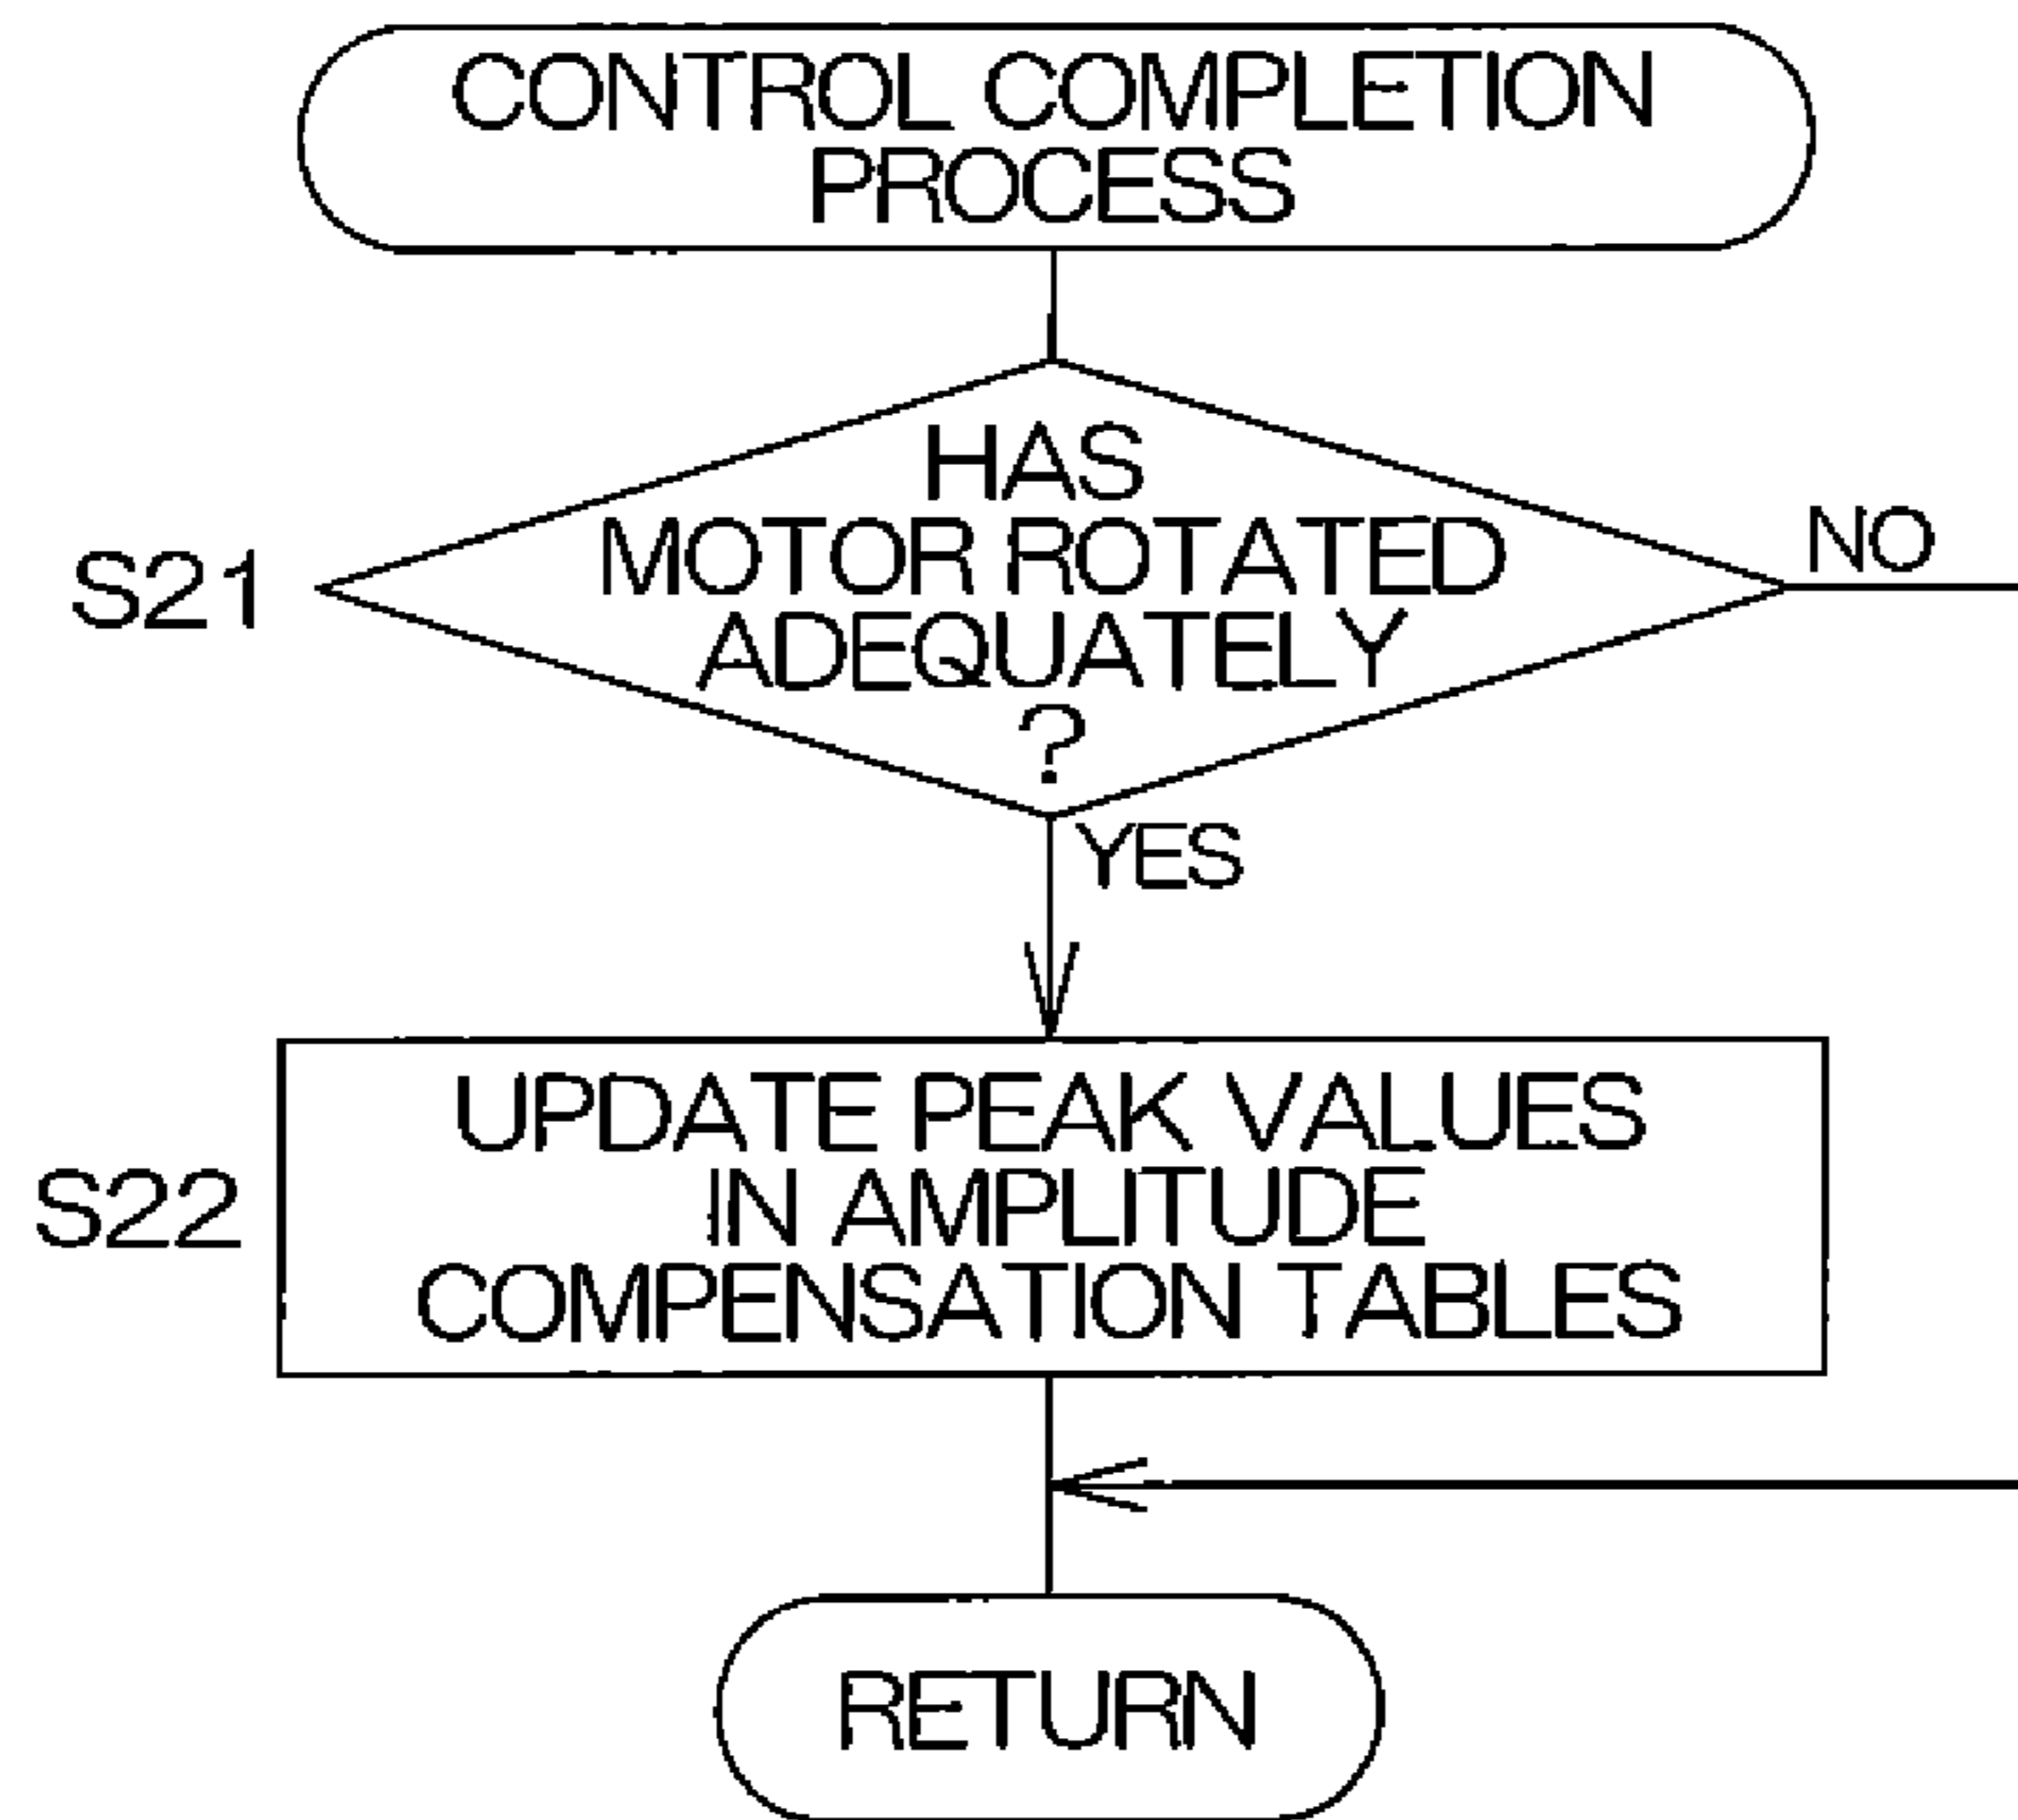 CONTROL COMPLETION
PROCESS
HAS
MOTOR ROTATED
ADEQUATELY
?
S21
NO
YES
UPDATE PEAK VALUES
IN AMPLITUDE
COMPENSATION TABLES
S22
RETURN